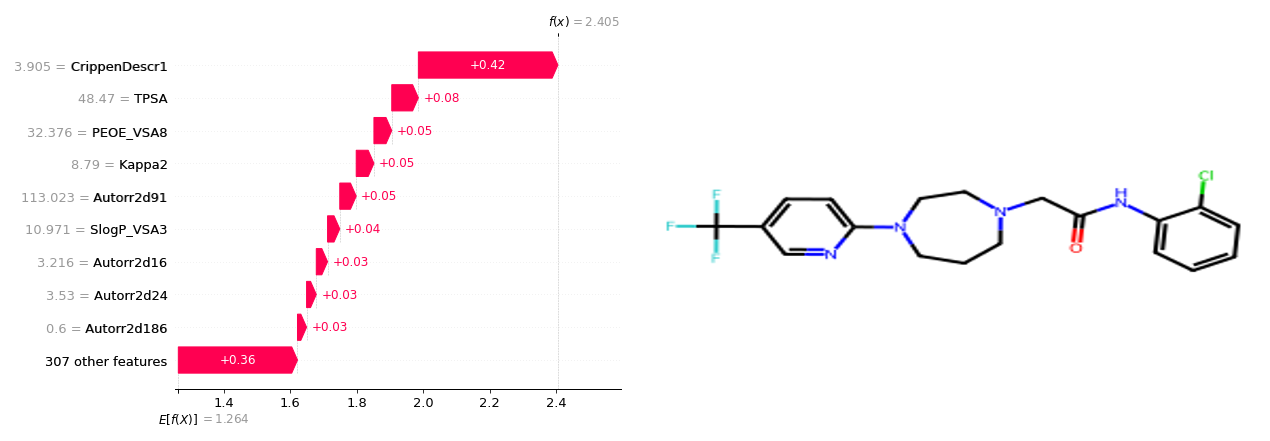 f(x) = 2.405
3.905 = CrippenDescr1 +0.42
48.47 = TPSA +0.08
32.376 = PEOE_VSA8 +0.05
8.79 = Kappa2 +0.05
113.023 = Autorr2d91 +0.05
10.971 = SlogP_VSA3 +0.04
3.216 = Autorr2d16 +0.03
3.53 = Autorr2d24 +0.03
0.6 = Autorr2d186 +0.03
307 other features +0.36
1.4 1.6 1.8 2.0 2.2 2.4
E[f(X)] = 1.264
Cl
F H
F N N N
F N O